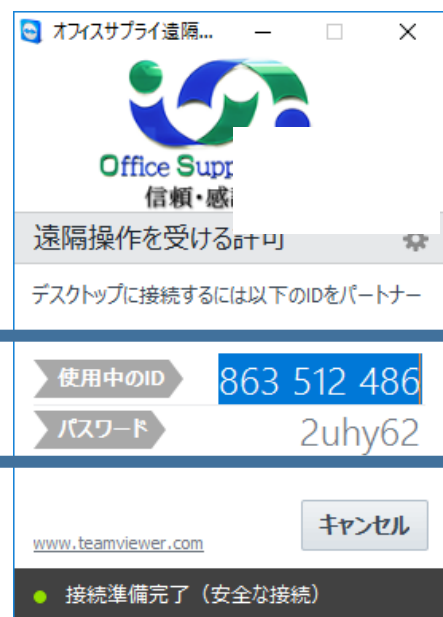 オフィスサプライ遠隔...
Office Supp
信頼・感
遠隔操作を受ける許可
デスクトップに接続するには以下のIDをパートナー
使用中のID 863 512 486
パスワード 2uhy62
キャンセル
www.teamviewer.com
接続準備完了（安全な接続）